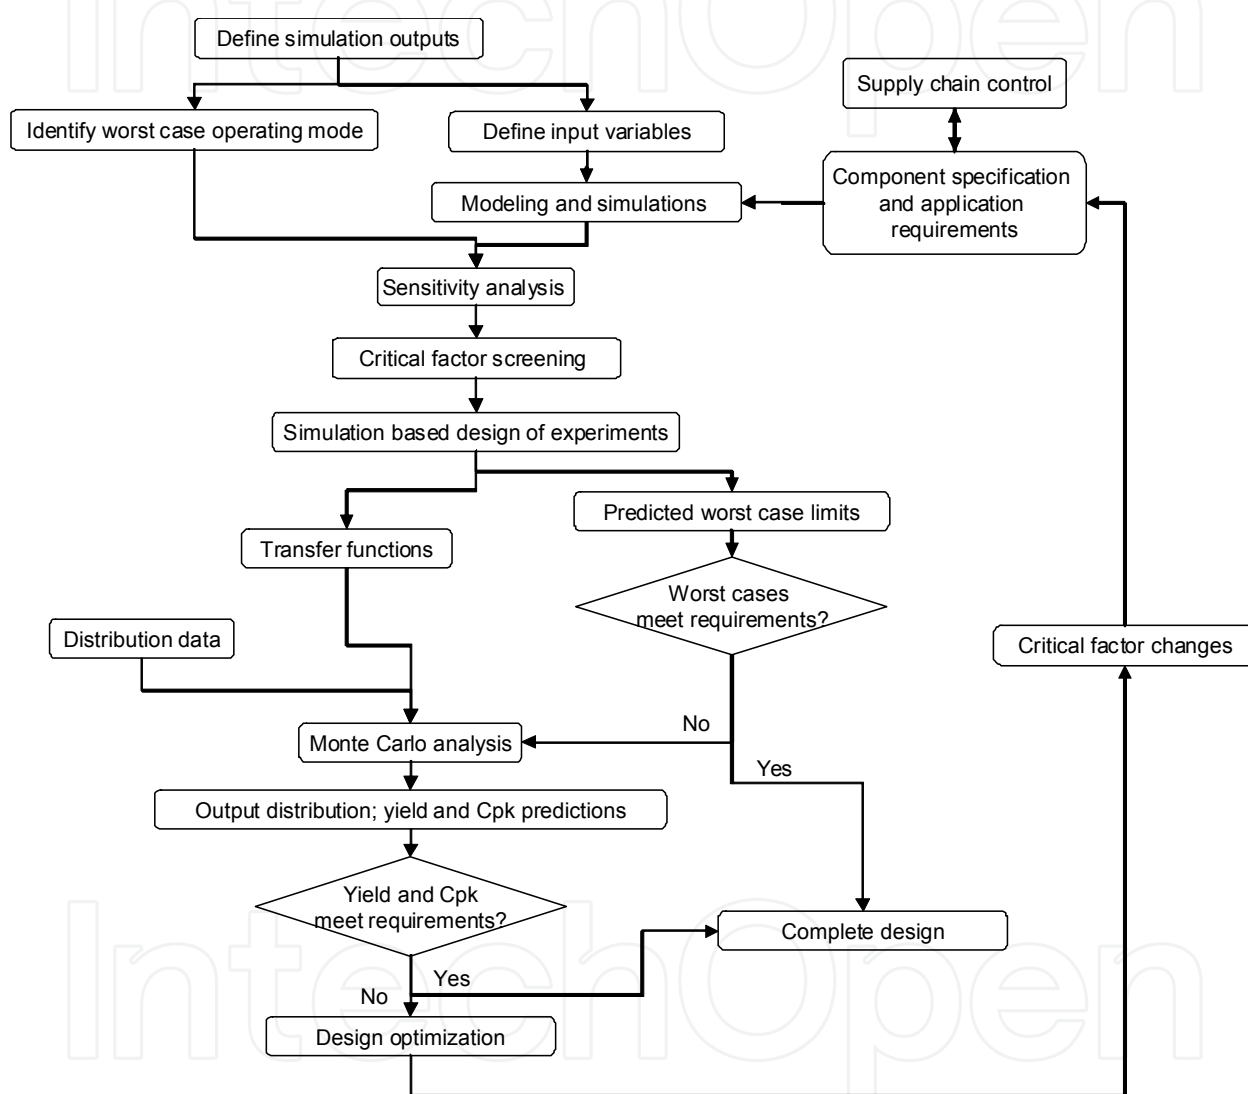 IntechOpen
Define simulation outputs
Supply chain control
Identify worst case operating mode
Define input variables
Component specification
and application
requirements
Modeling and simulations
Sensitivity analysis
Critical factor screening
Simulation based design of experiments
Predicted worst case limits
Transfer functions
Worst cases
meet requirements?
Distribution data
Critical factor changes
No
Monte Carlo analysis
Yes
Output distribution; yield and Cpk predictions
Yield and Cpk
meet requirements?
Complete design
Yes
No
Design optimization
IntechOpen